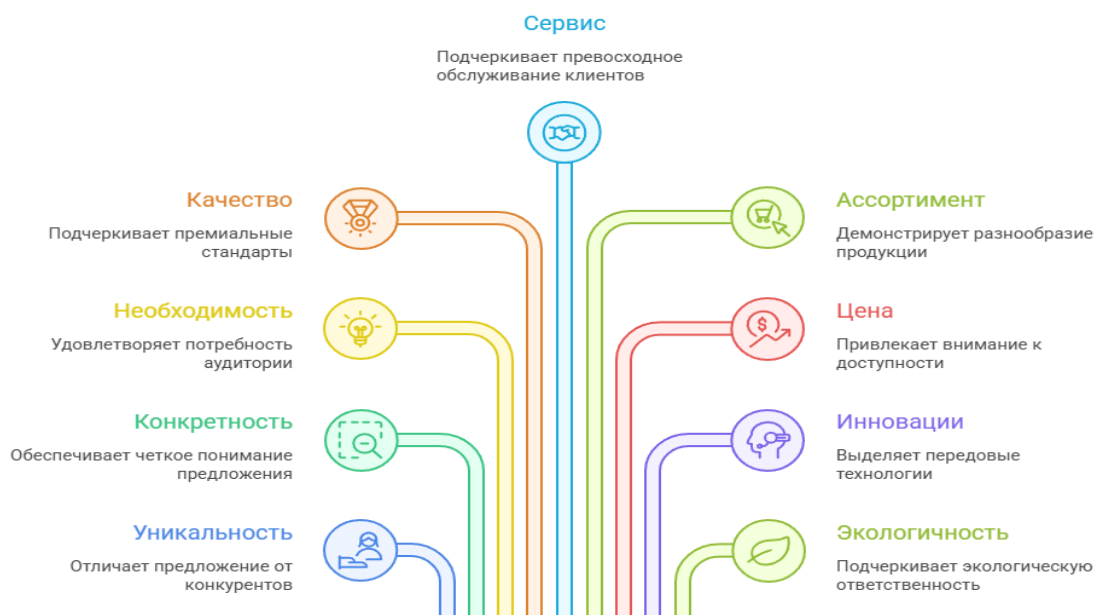 Сервис
Подчеркивает превосходное
обслуживание клиентов
Качество
Подчеркивает премиальные
стандарты
Ассортимент
Демонстрирует разнообразие
продукции
Необходимость
Удовлетворяет потребность
аудитории
Цена
Привлекает внимание к
доступности
Конкретность
Обеспечивает четкое понимание
предложения
Инновации
Выделяет передовые
технологии
Уникальность
Отличает предложение от
конкурентов
Экологичность
Подчеркивает экологическую
ответственность